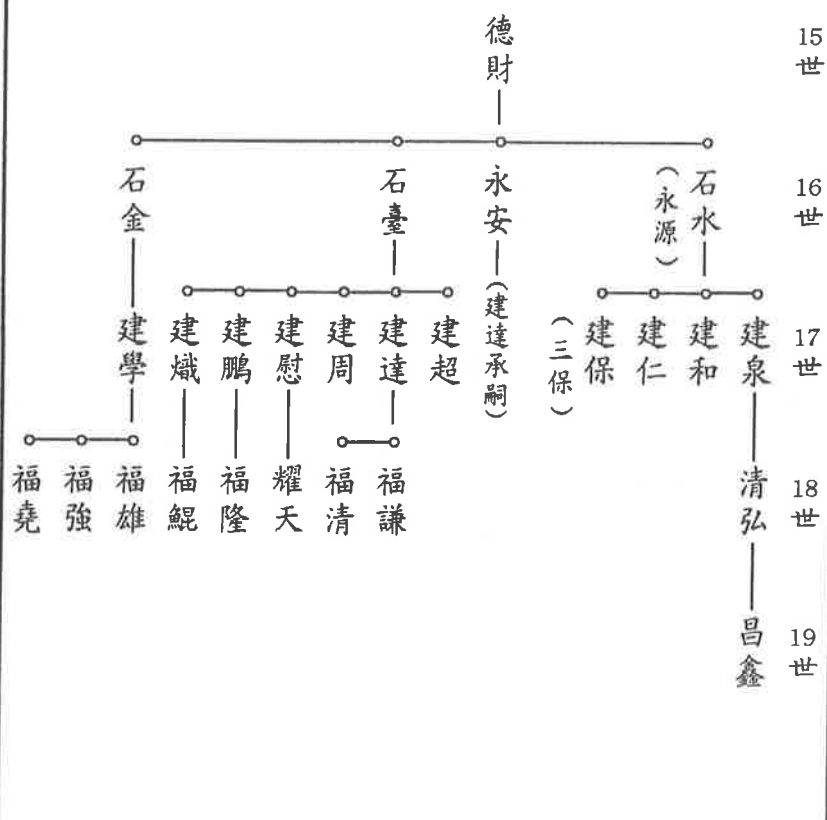 15世
德財
16世
石水
（永源）
永安
石臺
石金
17世
建泉
建和
建仁
建保
（三保）
（建達承嗣）
建超
建達
建周
建慰
建鵬
建熾
建學
18世
清弘
福謙
福清
耀天
福隆
福鯤
福雄
福強
福堯
19世
昌鑫